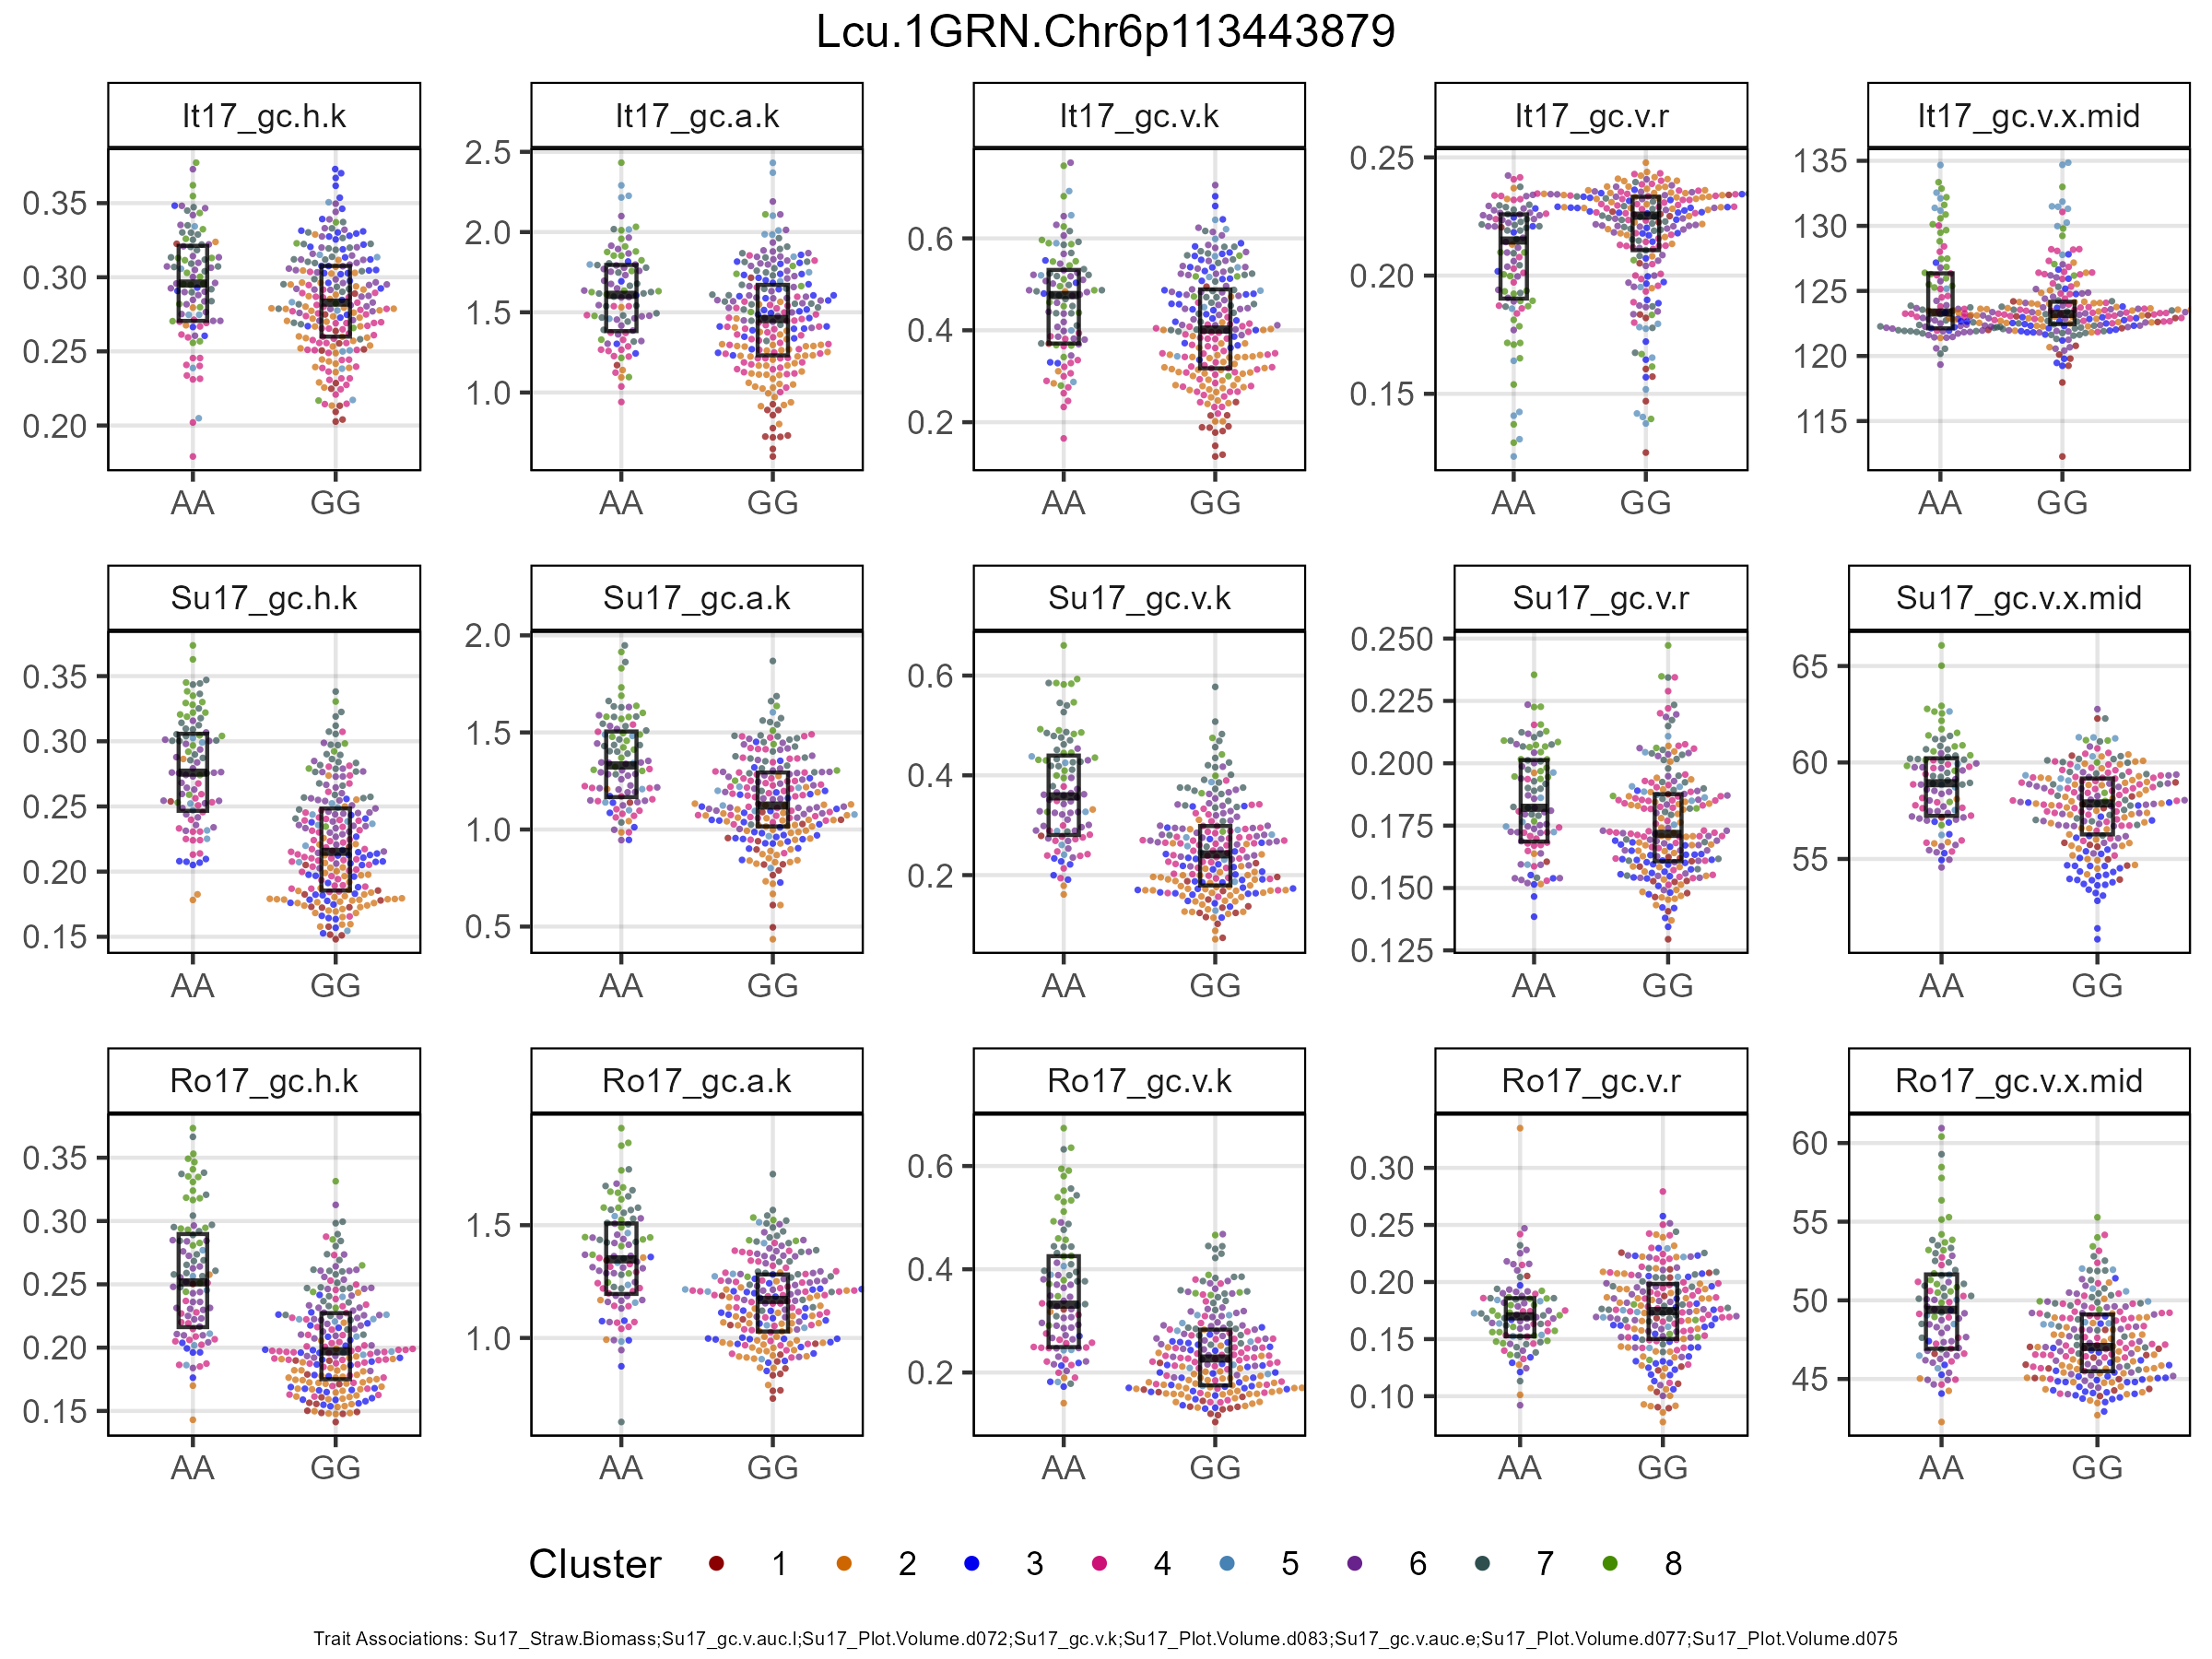 Lcu.1GRN.Chr6p113443879
It17_gc.h.k It17_gc.a.k It17_gc.v.k It17_gc.v.r It17_gc.v.x.mid
0.35 0.30 0.25 0.20
2.5 2.0 1.5 1.0
0.6 0.4 0.2
0.25 0.20 0.15
135 130 125 120 115
AA GG AA GG AA GG AA GG AA GG
Su17_gc.h.k Su17_gc.a.k Su17_gc.v.k Su17_gc.v.r Su17_gc.v.x.mid
0.35 0.30 0.25 0.20 0.15
2.0 1.5 1.0 0.5
0.6 0.4 0.2
0.250 0.225 0.200 0.175 0.150 0.125
65 60 55
AA GG AA GG AA GG AA GG AA GG
Ro17_gc.h.k Ro17_gc.a.k Ro17_gc.v.k Ro17_gc.v.r Ro17_gc.v.x.mid
0.35 0.30 0.25 0.20 0.15
1.5 1.0
0.6 0.4 0.2
0.30 0.25 0.20 0.15 0.10
60 55 50 45
AA GG AA GG AA GG AA GG AA GG
Cluster 1 2 3 4 5 6 7 8
Trait Associations: Su17_Straw.Biomass;Su17_gc.v.auc.l;Su17_Plot.Volume.d072;Su17_gc.v.k;Su17_Plot.Volume.d083;Su17_gc.v.auc.e;Su17_Plot.Volume.d077;Su17_Plot.Volume.d075